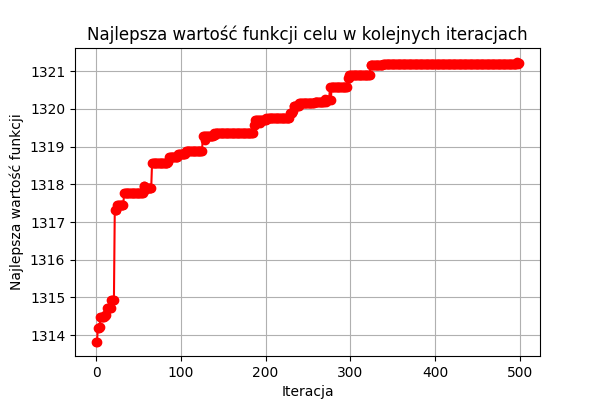 Najlepsza wartość funkcji celu w kolejnych iteracjach
Najlepsza wartość funkcji
1321
1320
1319
1318
1317
1316
1315
1314
0 100 200 300 400 500
Iteracja